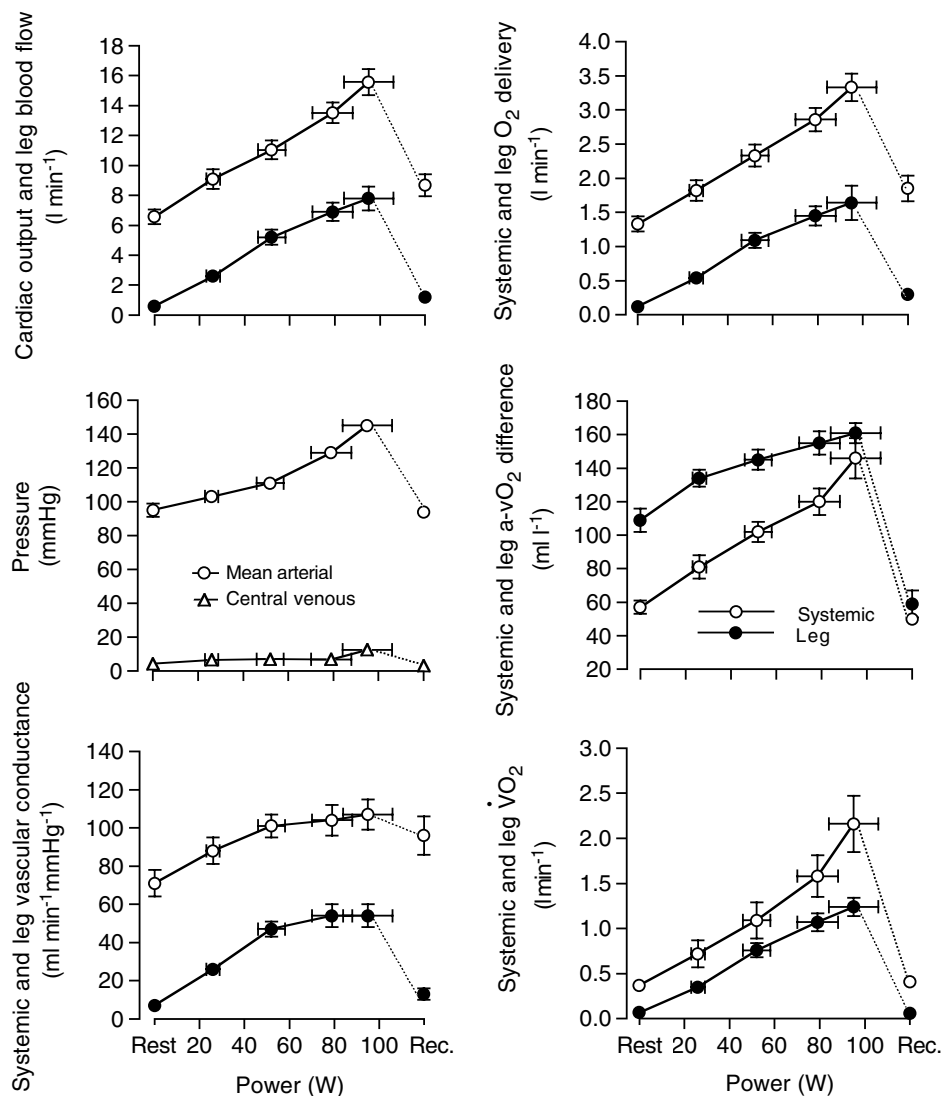 Cardiac output and leg blood flow
(l min⁻¹)
18
16
14
12
10
8
6
4
2
0
Systemic and leg O₂ delivery
(l min⁻¹)
4.0
3.5
3.0
2.5
2.0
1.5
1.0
0.5
0.0
Pressure
(mmHg)
160
140
120
100
80
60
40
20
0
Mean arterial
Central venous
Systemic and leg a-vO₂ difference
(ml l⁻¹)
180
160
140
120
100
80
60
40
20
Systemic
Leg
Systemic and leg vascular conductance
(ml min⁻¹mmHg⁻¹)
140
120
100
80
60
40
20
0
Rest 20 40 60 80 100 Rec.
Power (W)
Systemic and leg V̇O₂
(lmin⁻¹)
3.0
2.5
2.0
1.5
1.0
0.5
0.0
Rest 20 40 60 80 100 Rec.
Power (W)